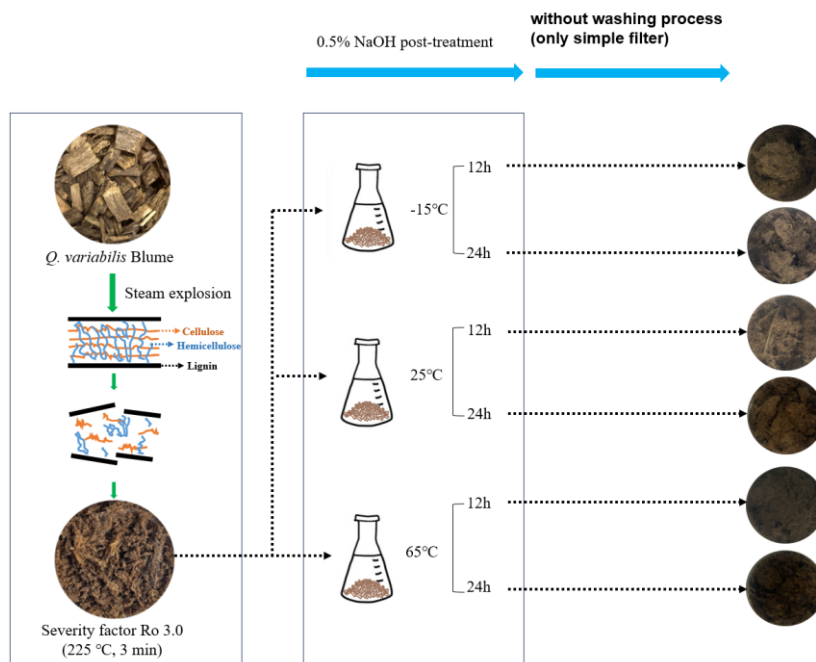 0.5% NaOH post-treatment
without washing process
(only simple filter)
Q. variabilis Blume
Steam explosion
Cellulose
Hemicellulose
Lignin
Severity factor Ro 3.0
(225 ℃, 3 min)
-15℃
12h
24h
25℃
12h
24h
65℃
12h
24h